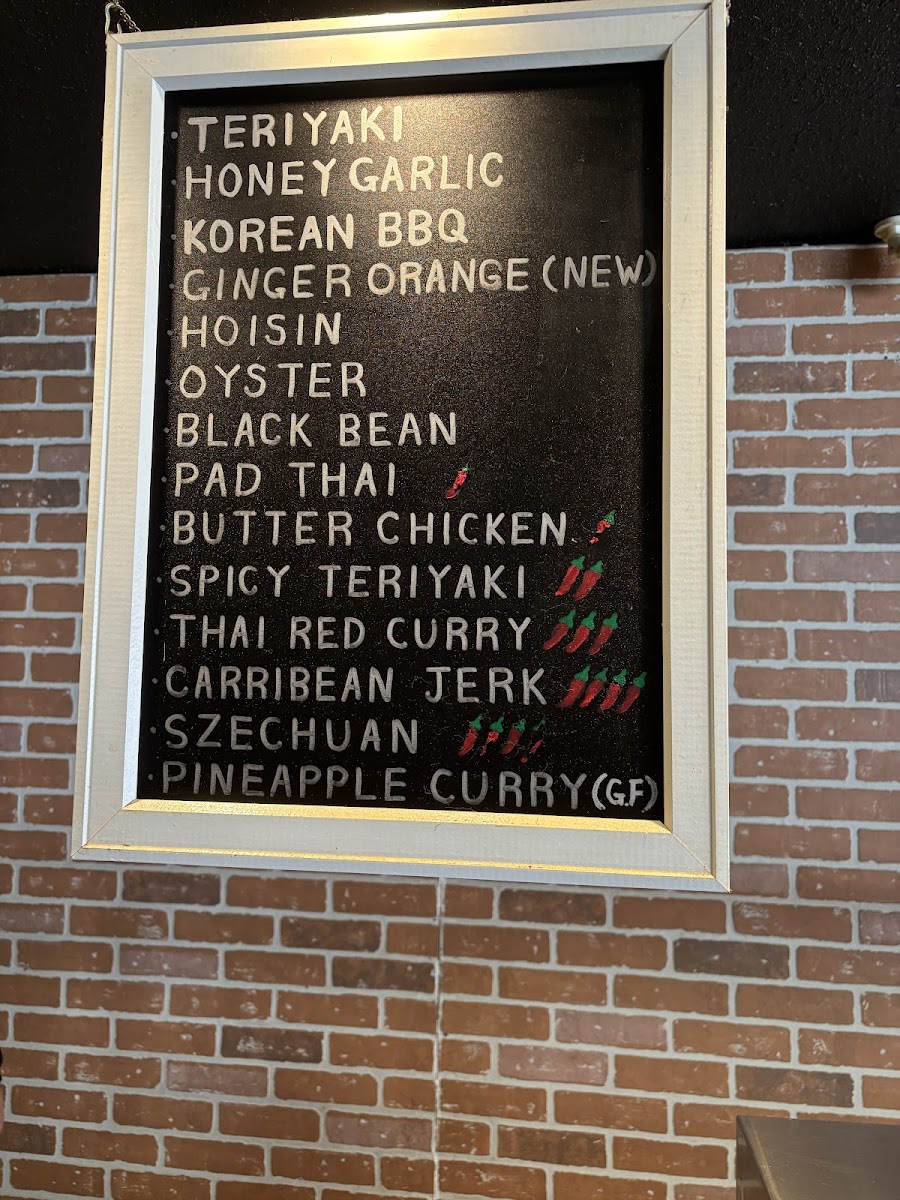 · TERIYAKI
· HONEY GARLIC
· KOREAN BBQ
· GINGER ORANGE (NEW)
· HOISIN
· OYSTER
· BLACK BEAN
· PAD THAI
· BUTTER CHICKEN
· SPICY TERIYAKI
· THAI RED CURRY
· CARRIBEAN JERK
· SZECHUAN
· PINEAPPLE CURRY (G.F)